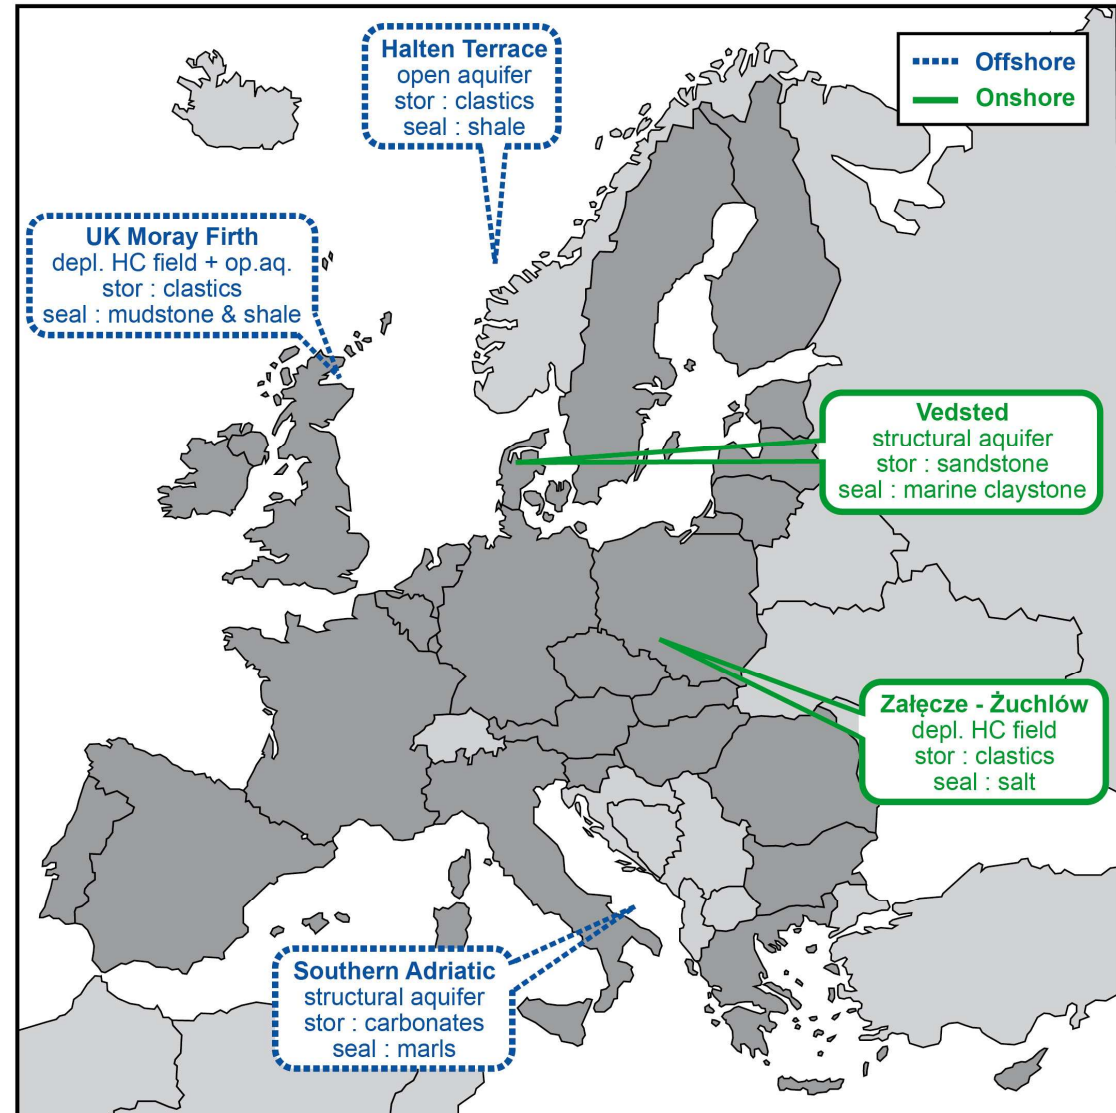 Halten Terrace
open aquifer
stor : clastics
seal : shale
Offshore
Onshore
UK Moray Firth
depl. HC field + op.aq.
stor : clastics
seal : mudstone & shale
Vedsted
structural aquifer
stor : sandstone
seal : marine claystone
Załęcze - Żuchlów
depl. HC field
stor : clastics
seal : salt
Southern Adriatic
structural aquifer
stor : carbonates
seal : marls